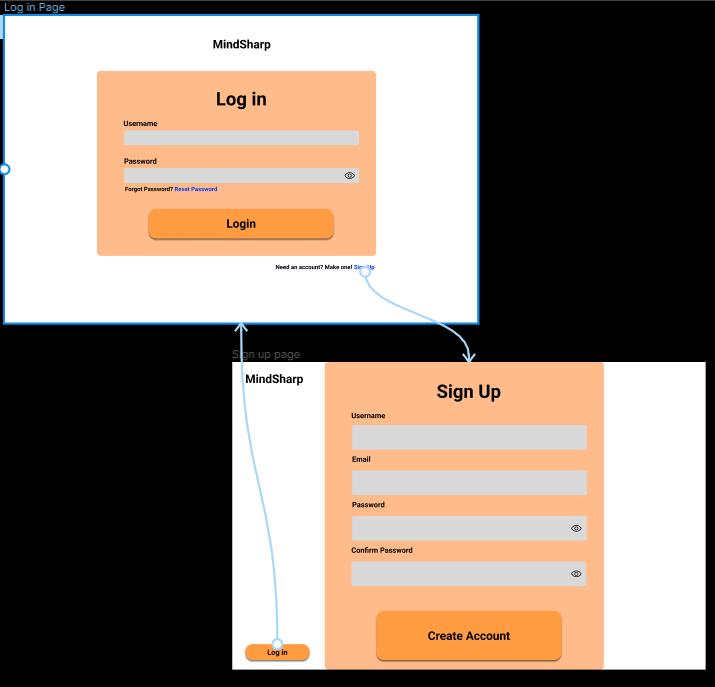 Log in Page
MindSharp
Log in
Username
Password
Forgot Password? Reset Password
Login
Need an account? Make one! Sign Up
Sign up page
MindSharp
Sign Up
Username
Email
Password
Confirm Password
Create Account
Log in